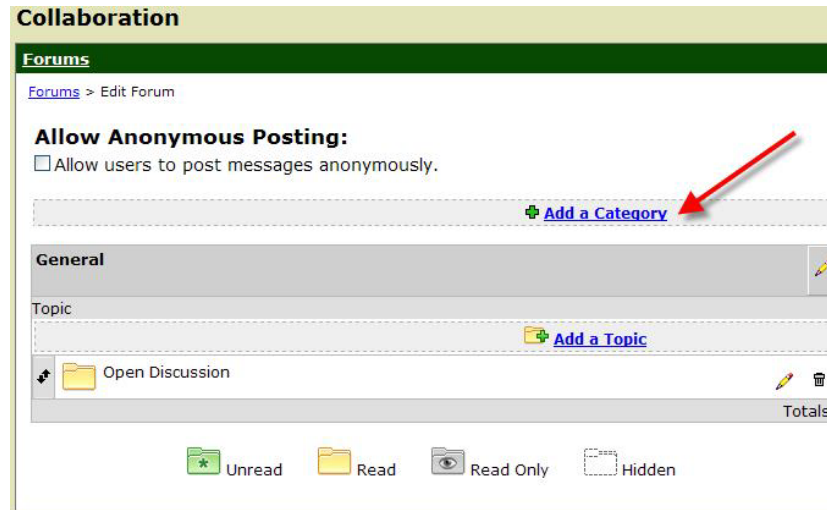 Collaboration
Forums
Forums > Edit Forum
Allow Anonymous Posting:
Allow users to post messages anonymously.
Add a Category
General
Topic
Add a Topic
Open Discussion
Totals
Unread Read Read Only Hidden